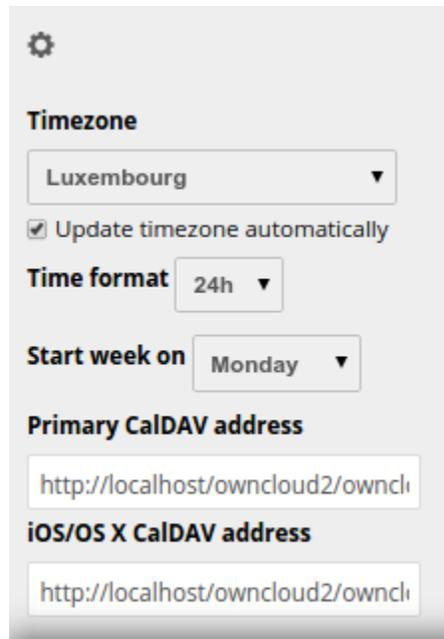 Timezone
Luxembourg
Update timezone automatically
Time format 24h
Start week on Monday
Primary CalDAV address
http://localhost/owncloud2/owncl
iOS/OS X CalDAV address
http://localhost/owncloud2/owncl